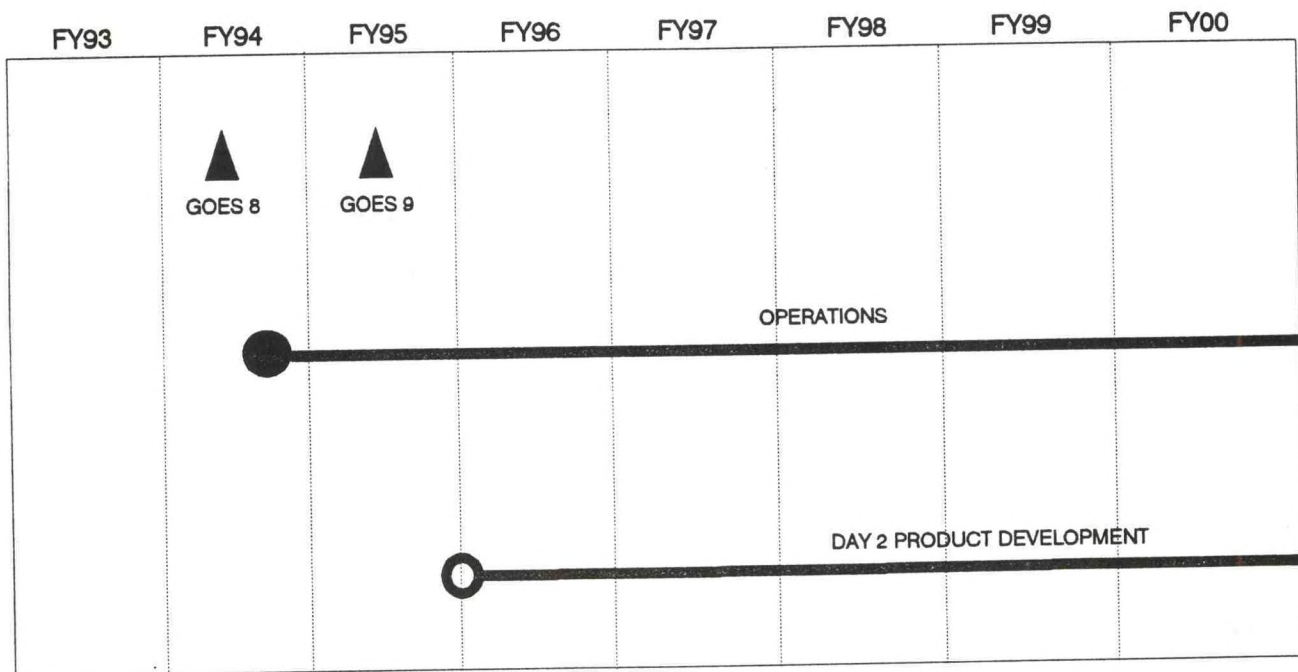 FY93 FY94 FY95 FY96 FY97 FY98 FY99 FY00
GOES 8 GOES 9
OPERATIONS
DAY 2 PRODUCT DEVELOPMENT